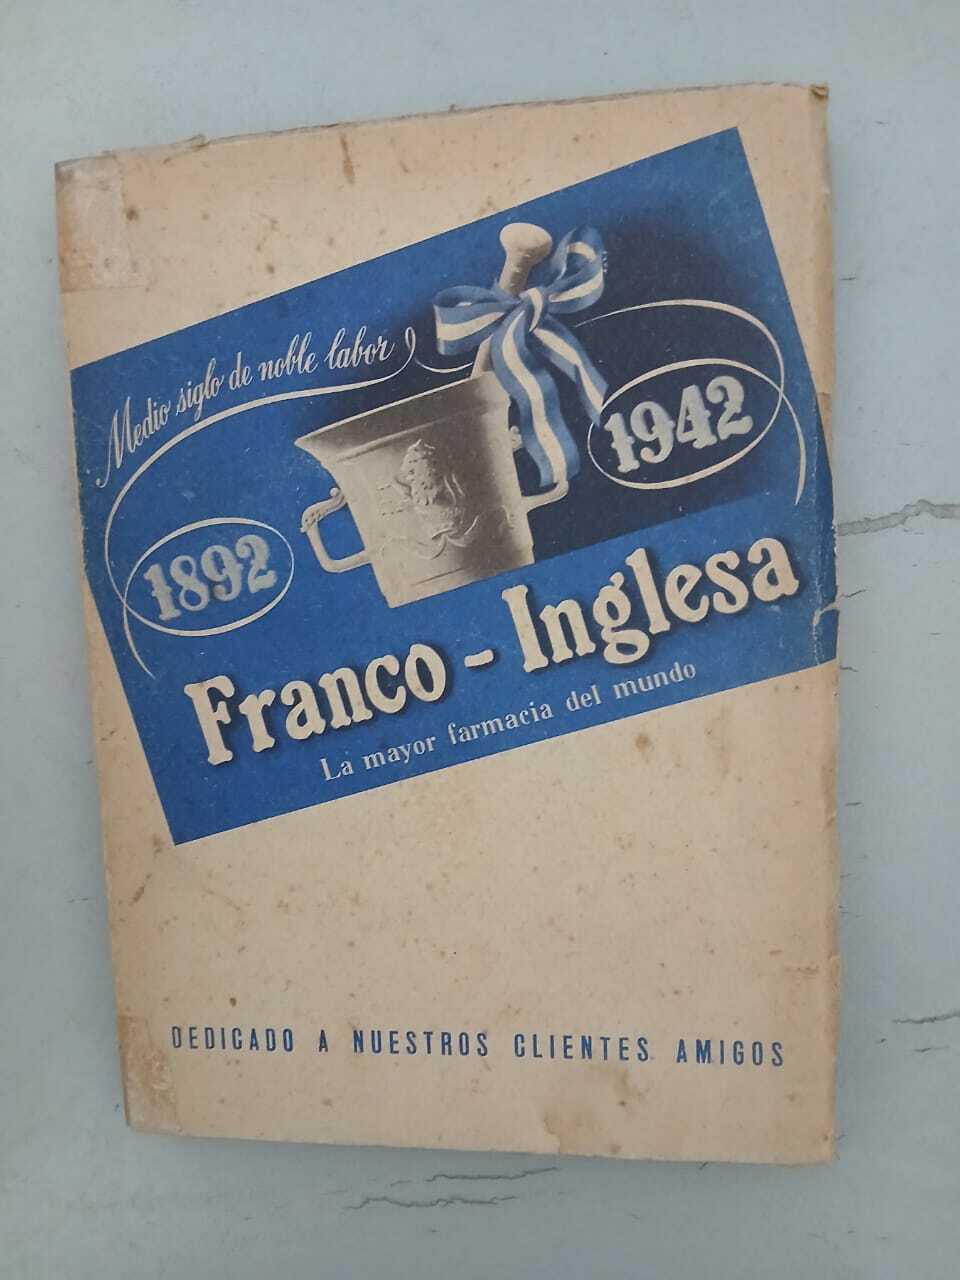 Medio siglo de noble labor
1892
1942
Franco - Inglesa
La mayor farmacia del mundo
DEDICADO A NUESTROS CLIENTES AMIGOS